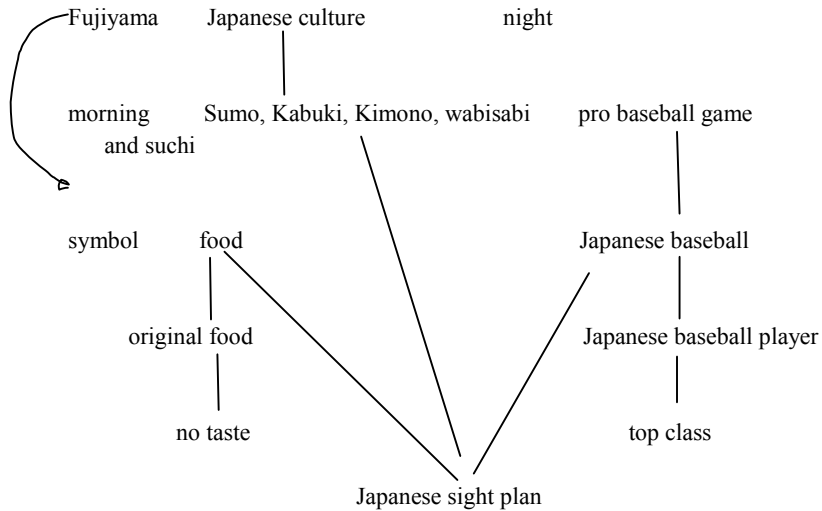 Fujiyama Japanese culture night
morning Sumo, Kabuki, Kimono, wabisabi pro baseball game
and suchi
symbol food Japanese baseball
original food Japanese baseball player
no taste top class
Japanese sight plan